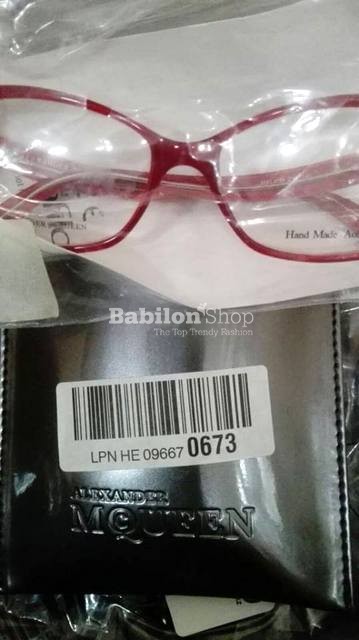 Hand Made
Babilon Shop
The Top Trendy Fashion
LPN HE 09667 0673
ALEXANDER
McQUEEN